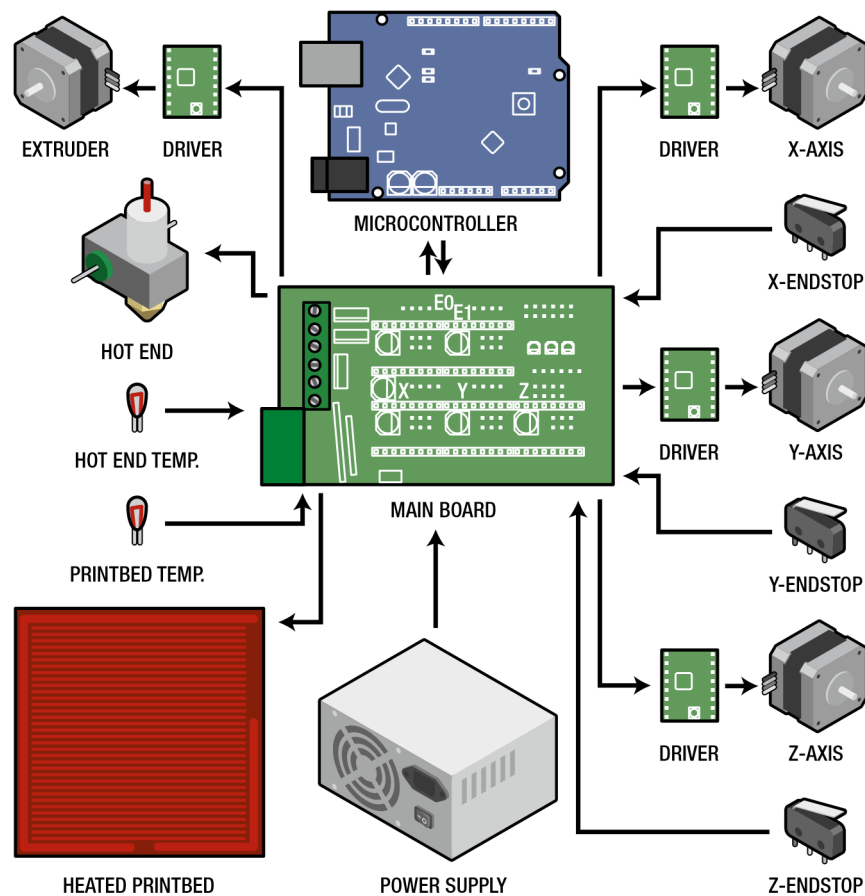 EXTRUDER
DRIVER
MICROCONTROLLER
DRIVER
X-AXIS
HOT END
X-ENDSTOP
E0
E1
X
Y
Z
HOT END TEMP.
MAIN BOARD
DRIVER
Y-AXIS
PRINTBED TEMP.
Y-ENDSTOP
DRIVER
Z-AXIS
HEATED PRINTBED
POWER SUPPLY
Z-ENDSTOP